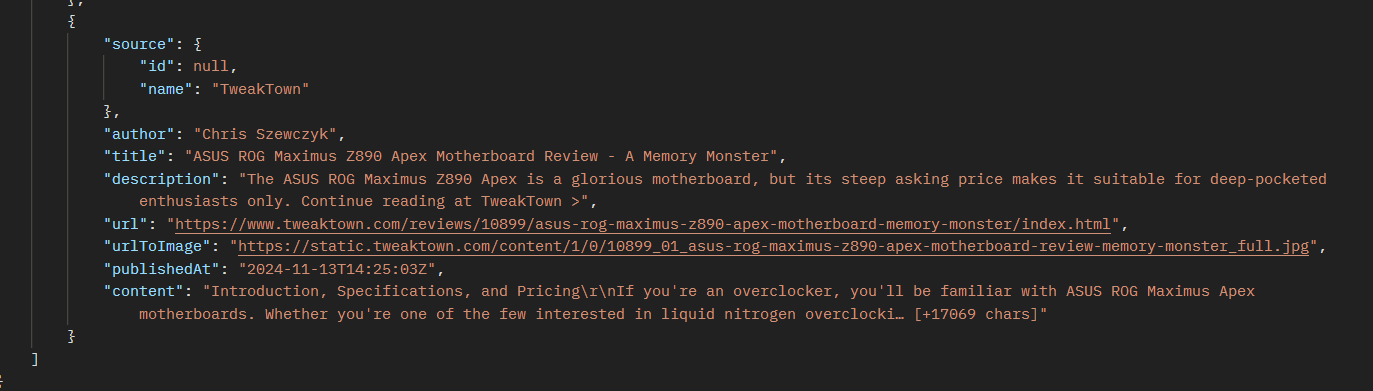 },
{
"source": {
"id": null,
"name": "TweakTown"
},
"author": "Chris Szewczyk",
"title": "ASUS ROG Maximus Z890 Apex Motherboard Review - A Memory Monster",
"description": "The ASUS ROG Maximus Z890 Apex is a glorious motherboard, but its steep asking price makes it suitable for deep-pocketed
enthusiasts only. Continue reading at TweakTown >",
"url": "https://www.tweaktown.com/reviews/10899/asus-rog-maximus-z890-apex-motherboard-memory-monster/index.html",
"urlToImage": "https://static.tweaktown.com/content/1/0/10899_01_asus-rog-maximus-z890-apex-motherboard-review-memory-monster_full.jpg",
"publishedAt": "2024-11-13T14:25:03Z",
"content": "Introduction, Specifications, and Pricing\r\nIf you're an overclocker, you'll be familiar with ASUS ROG Maximus Apex
motherboards. Whether you're one of the few interested in liquid nitrogen overclocki… [+17069 chars]"
}
]
}